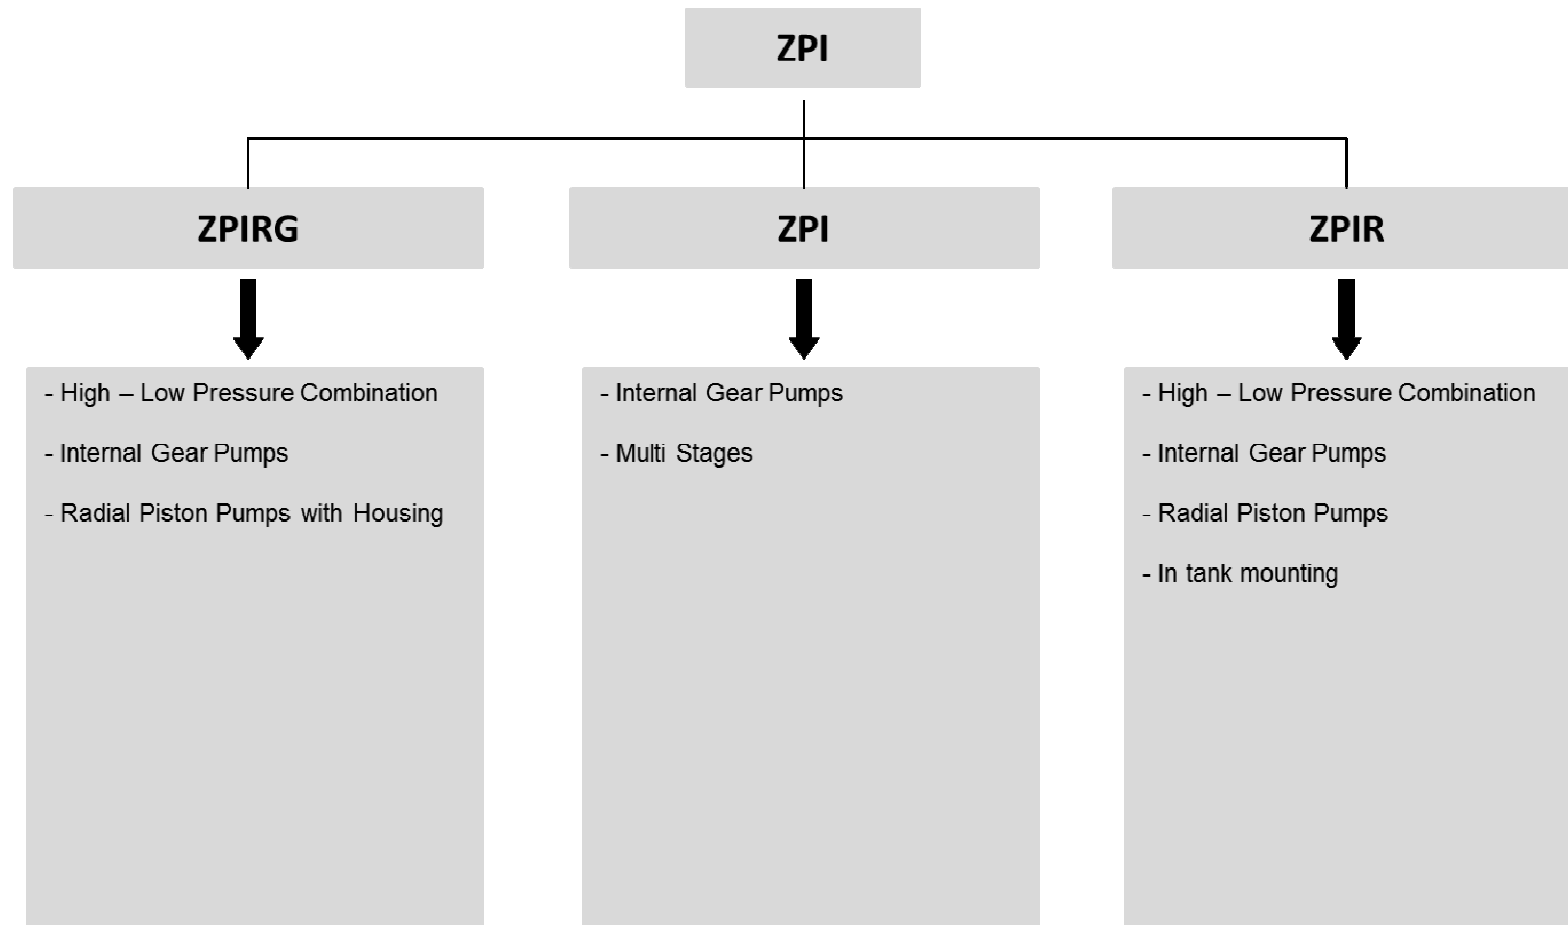 ZPI
ZPIRG
ZPI
ZPIR
- High – Low Pressure Combination
- Internal Gear Pumps
- Radial Piston Pumps with Housing
- Internal Gear Pumps
- Multi Stages
- High – Low Pressure Combination
- Internal Gear Pumps
- Radial Piston Pumps
- In tank mounting